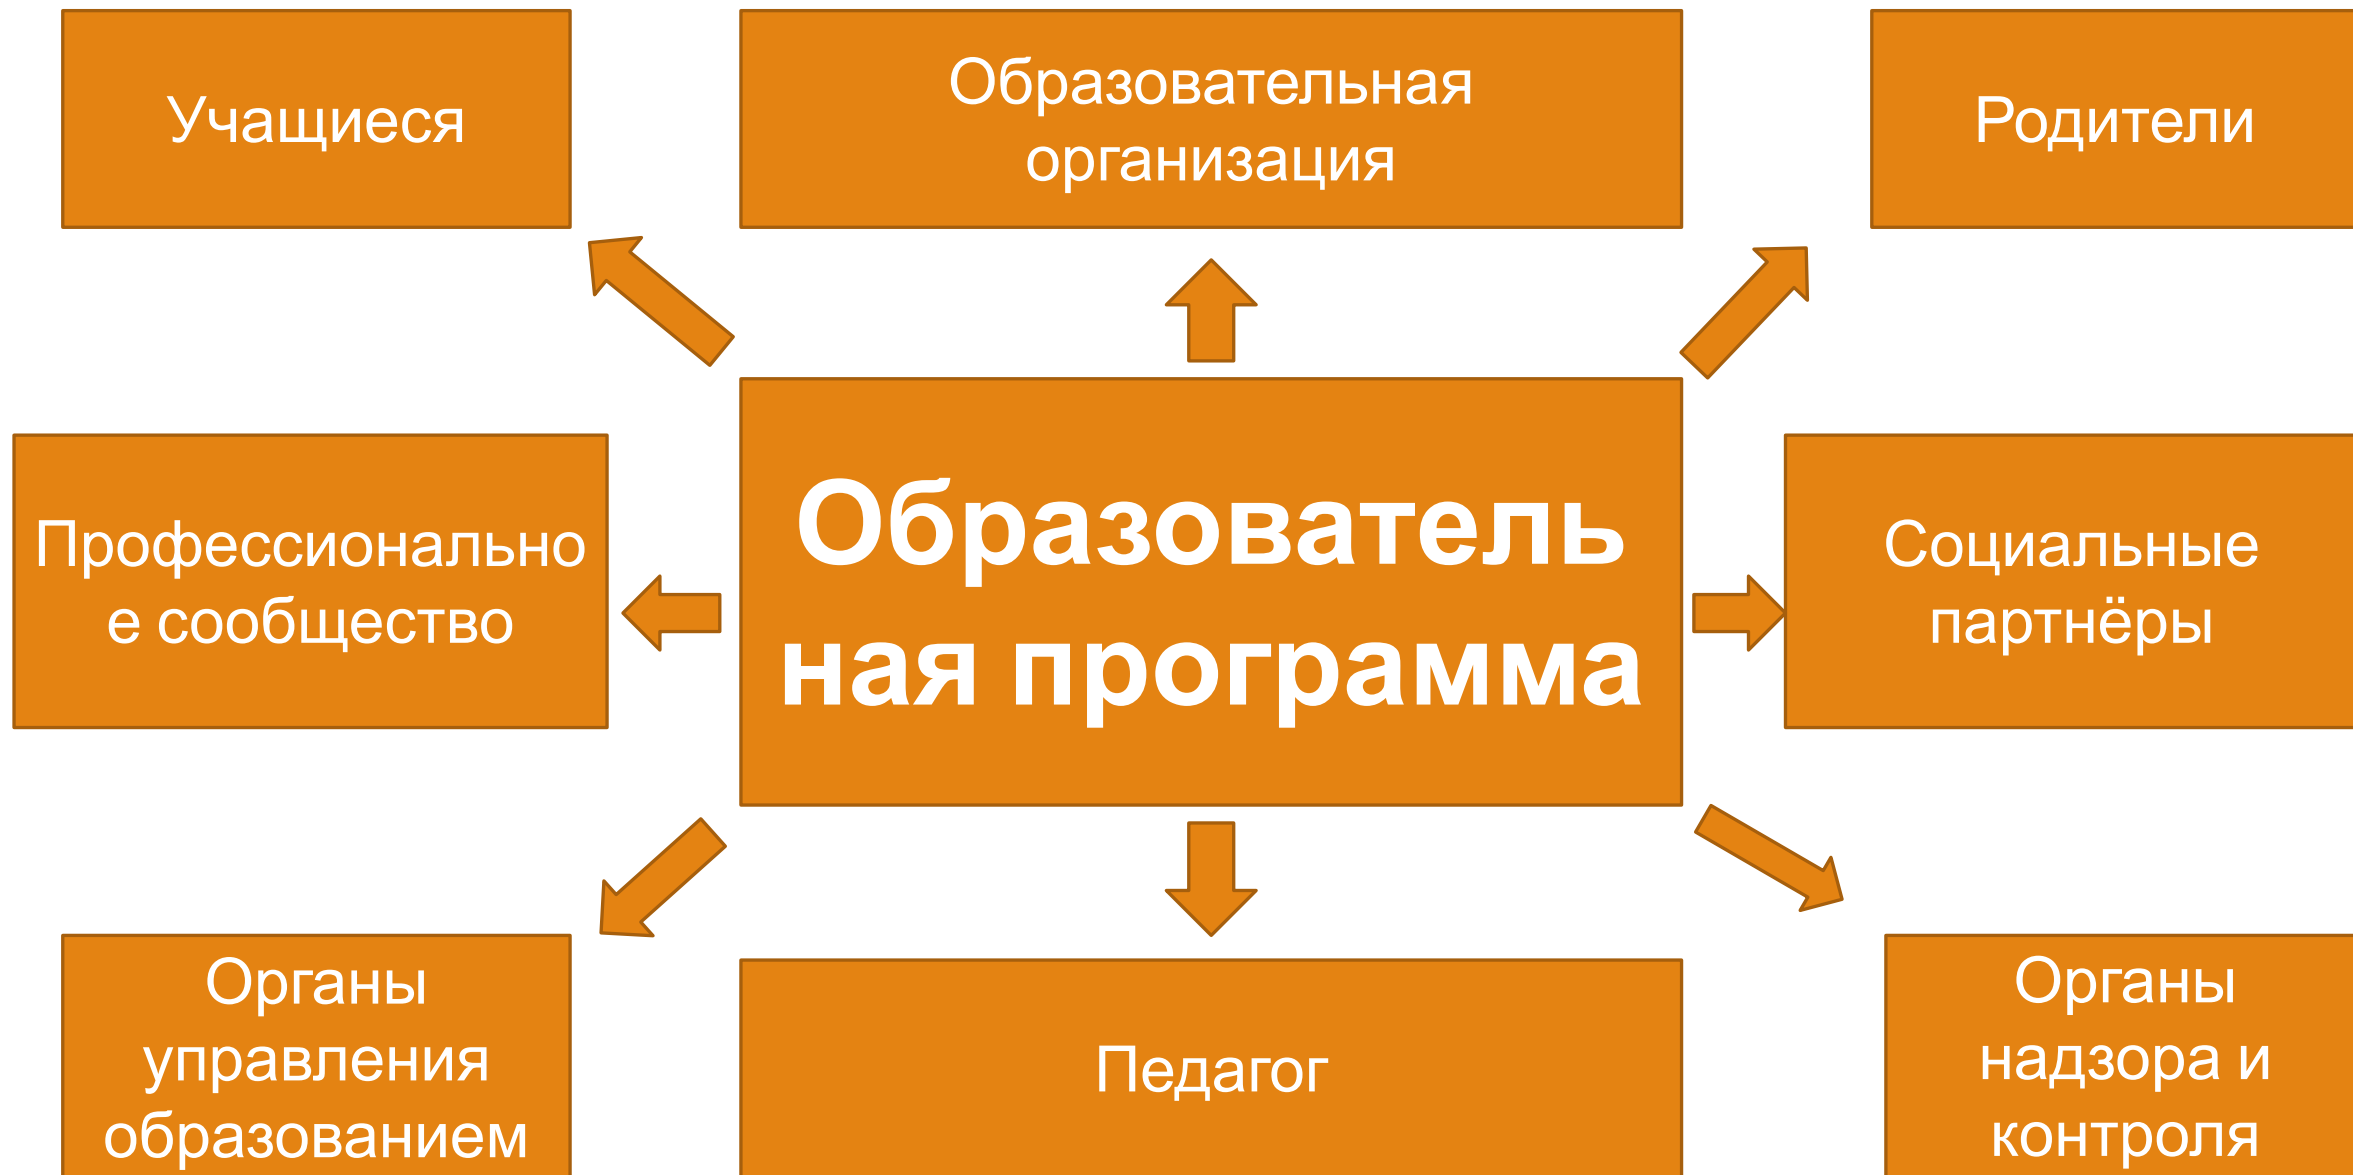 Учащиеся
Образовательная
организация
Родители
Профессионально
е сообщество
Образователь
ная программа
Социальные
партнёры
Органы
управления
образованием
Педагог
Органы
надзора и
контроля